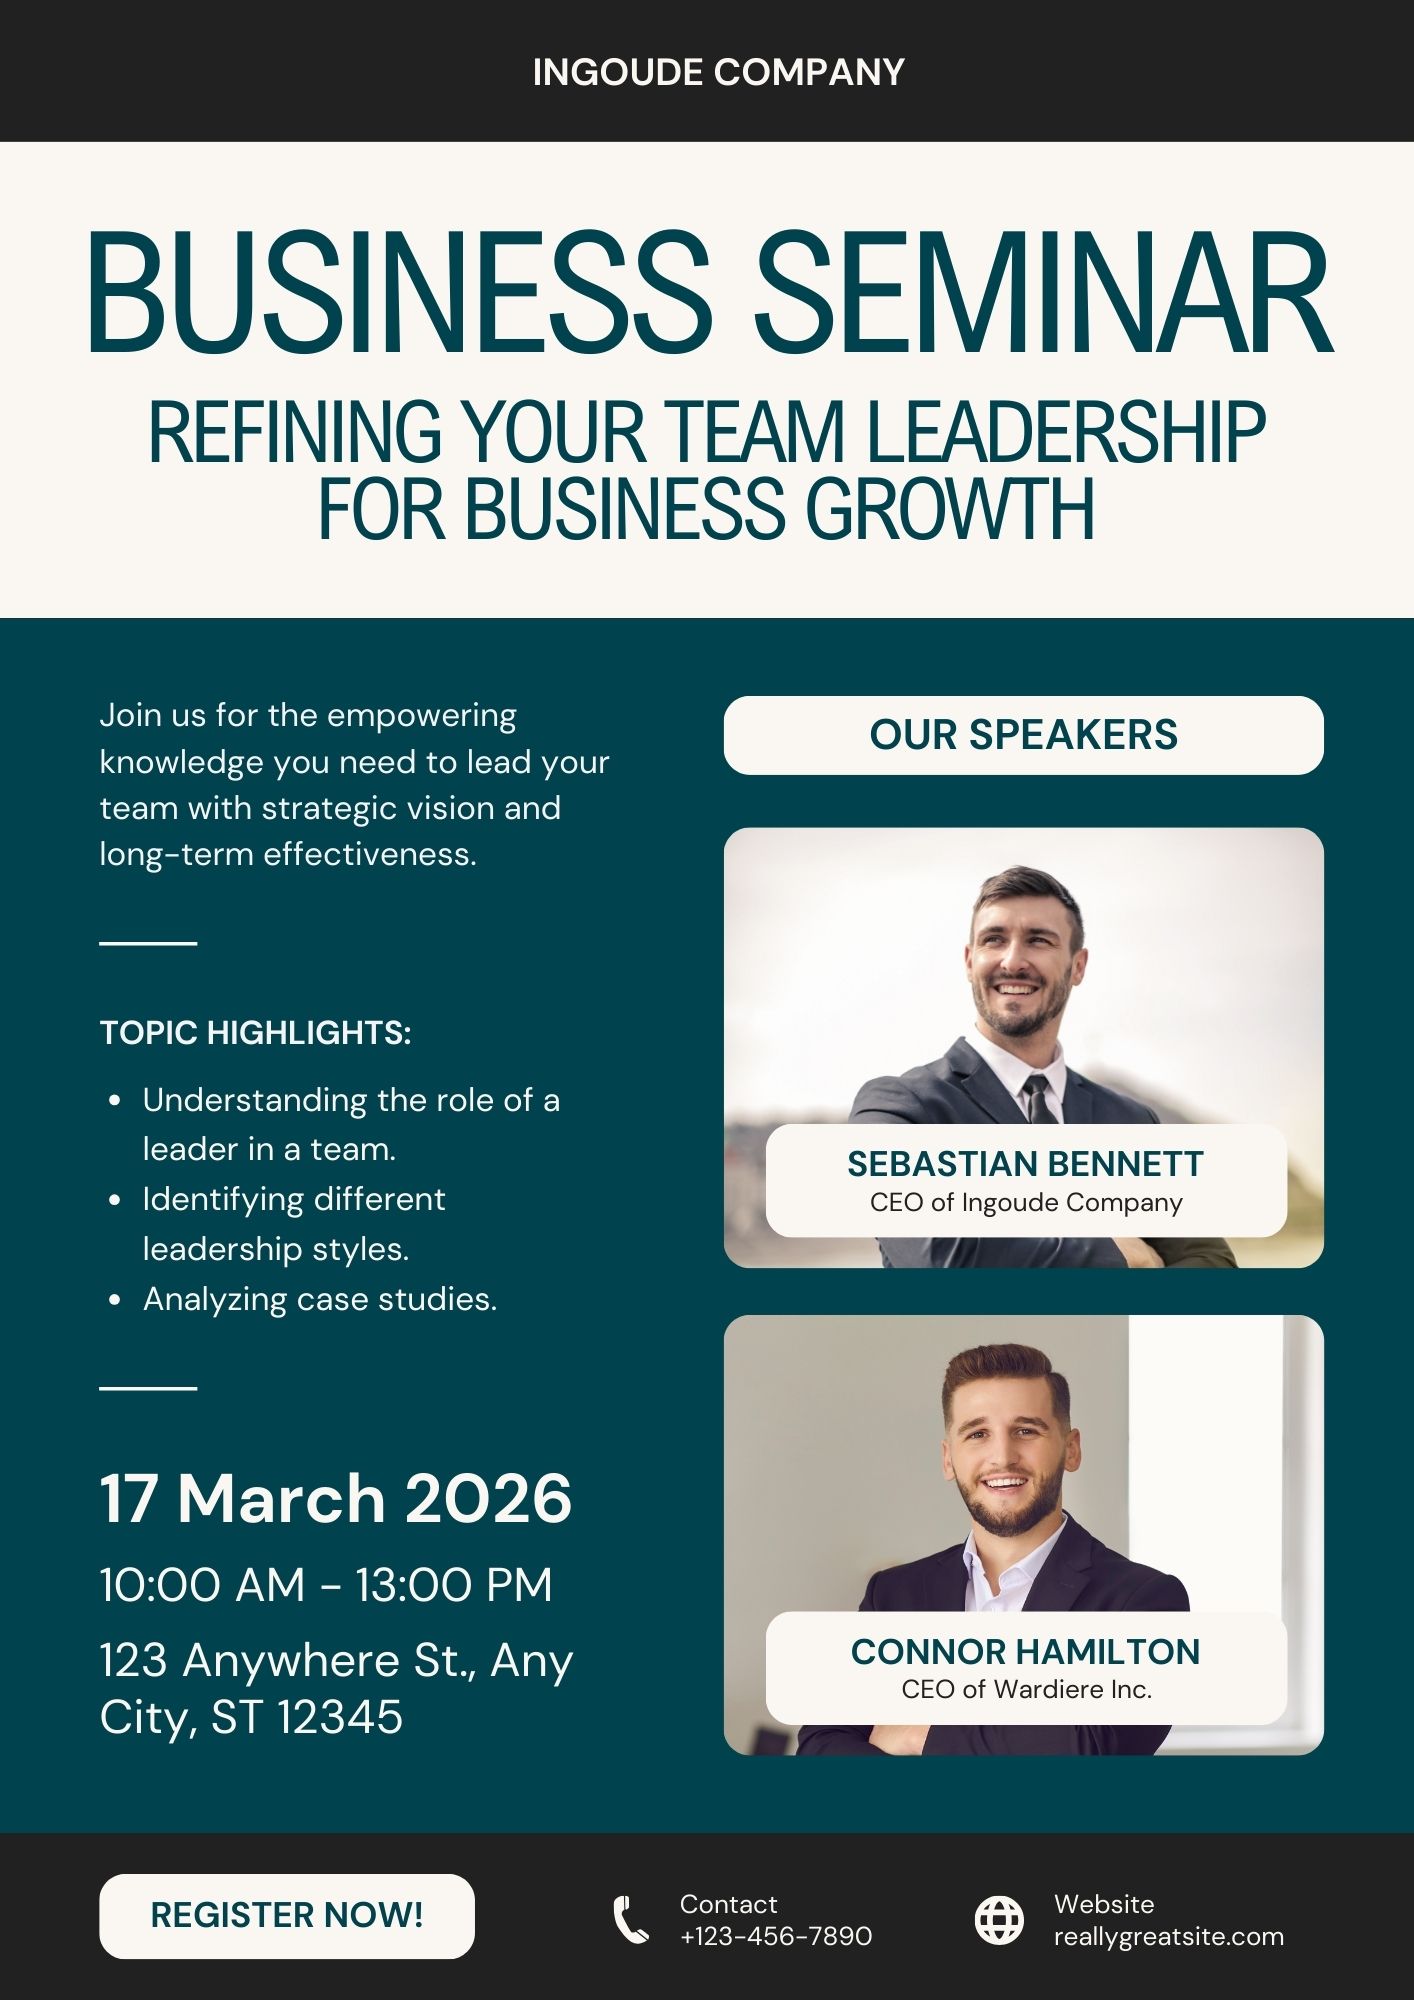 INGOUDE COMPANY
BUSINESS SEMINAR
REFINING YOUR TEAM LEADERSHIP
FOR BUSINESS GROWTH
Join us for the empowering
knowledge you need to lead your
team with strategic vision and
long-term effectiveness.
TOPIC HIGHLIGHTS:
• Understanding the role of a
leader in a team.
• Identifying different
leadership styles.
• Analyzing case studies.
17 March 2026
10:00 AM - 13:00 PM
123 Anywhere St., Any
City, ST 12345
OUR SPEAKERS
SEBASTIAN BENNETT
CEO of Ingoude Company
CONNOR HAMILTON
CEO of Wardiere Inc.
REGISTER NOW!
Contact
+123-456-7890
Website
reallygreatsite.com